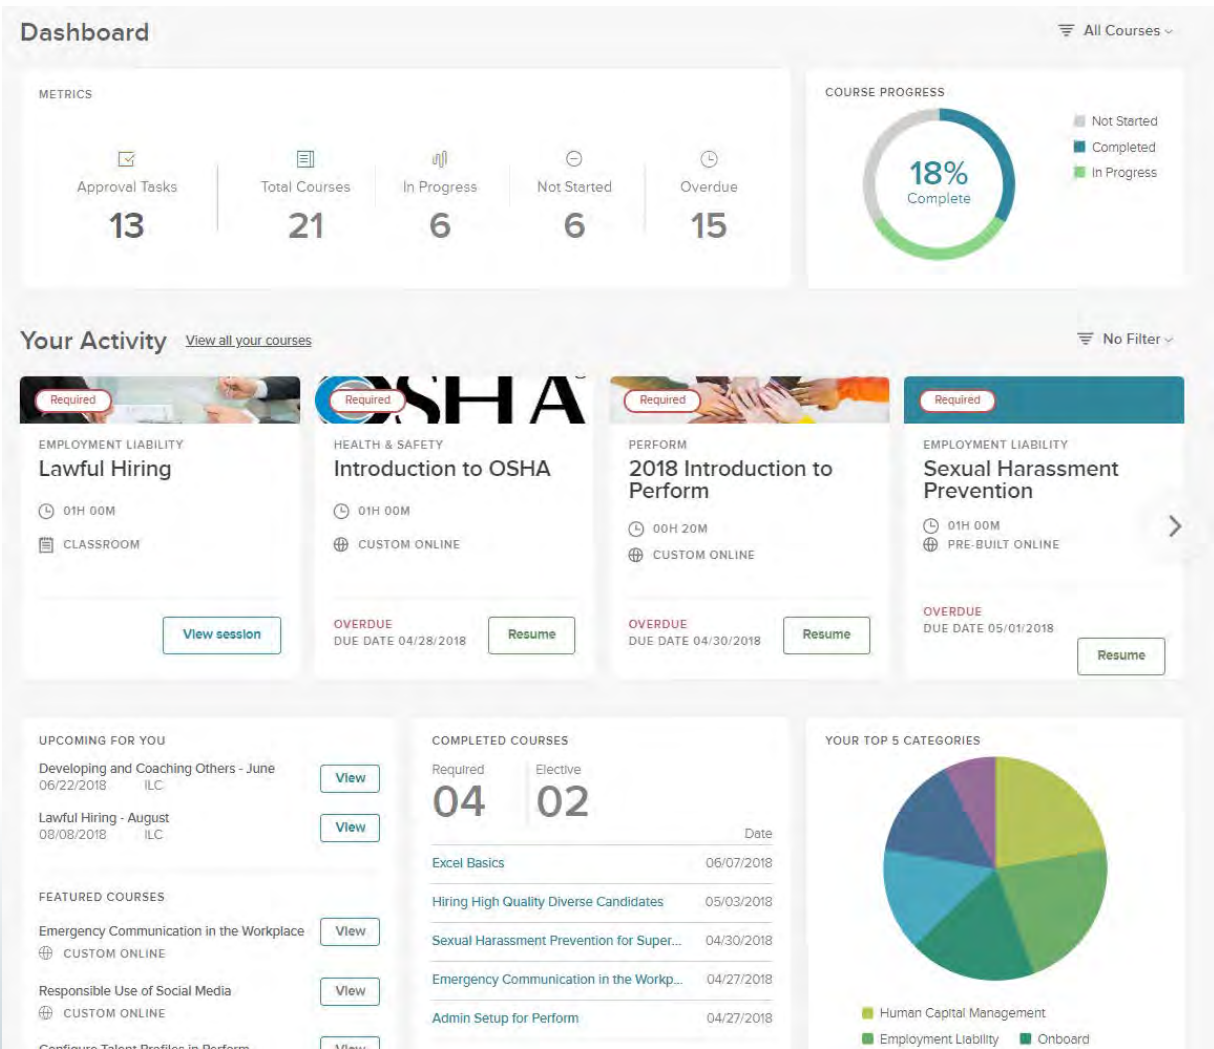 Dashboard
All Courses
METRICS
Approval Tasks
13
Total Courses
21
In Progress
6
Not Started
6
Overdue
15
COURSE PROGRESS
18%
Complete
Not Started
Completed
In Progress
Your Activity View all your courses
No Filter
Required
EMPLOYMENT LIABILITY
Lawful Hiring
01H 00M
CLASSROOM
View session
OSHA
Required
HEALTH & SAFETY
Introduction to OSHA
01H 00M
CUSTOM ONLINE
OVERDUE
DUE DATE 04/28/2018
Resume
Required
PERFORM
2018 Introduction to
Perform
00H 20M
CUSTOM ONLINE
OVERDUE
DUE DATE 04/30/2018
Resume
Required
EMPLOYMENT LIABILITY
Sexual Harassment
Prevention
01H 00M
PRE-BUILT ONLINE
OVERDUE
DUE DATE 05/01/2018
Resume
UPCOMING FOR YOU
Developing and Coaching Others - June
06/22/2018 ILC
View
Lawful Hiring - August
08/08/2018 ILC
View
FEATURED COURSES
Emergency Communication in the Workplace
CUSTOM ONLINE
View
Responsible Use of Social Media
CUSTOM ONLINE
View
Configure Talent Profiles in Perform
View
COMPLETED COURSES
Required
04
Elective
02
Date
Excel Basics 06/07/2018
Hiring High Quality Diverse Candidates 05/03/2018
Sexual Harassment Prevention for Super... 04/30/2018
Emergency Communication in the Workp... 04/27/2018
Admin Setup for Perform 04/27/2018
YOUR TOP 5 CATEGORIES
Human Capital Management
Employment Liability Onboard